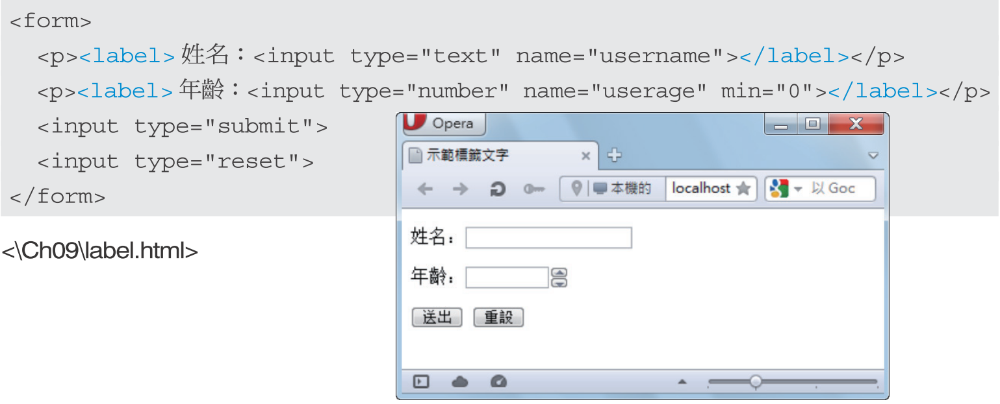 <form>
<p><label>姓名：<input type="text" name="username"></label></p>
<p><label>年齡：<input type="number" name="userage" min="0"></label></p>
<input type="submit">
<input type="reset">
</form>
<\Ch09\label.html>
Opera
示範標籤文字
本機的 localhost 以 Goc
姓名：
年齡：
送出 重設